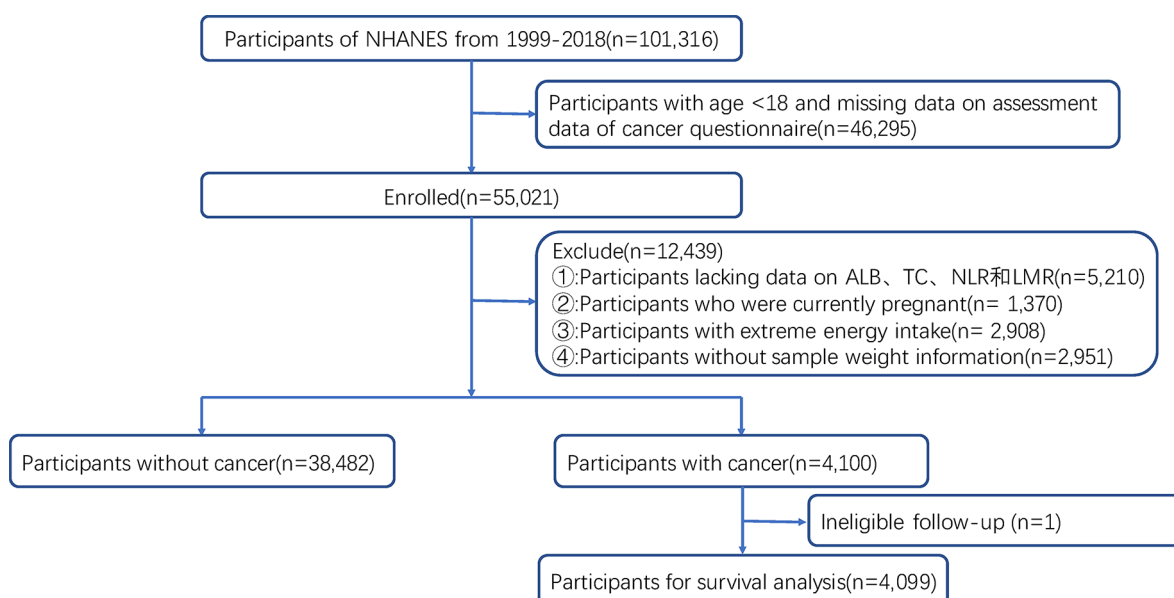 Participants of NHANES from 1999-2018(n=101,316)
Participants with age <18 and missing data on assessment
data of cancer questionnaire(n=46,295)
Enrolled(n=55,021)
Exclude(n=12,439)
①:Participants lacking data on ALB、TC、NLR和LMR(n=5,210)
②:Participants who were currently pregnant(n= 1,370)
③:Participants with extreme energy intake(n= 2,908)
④:Participants without sample weight information(n=2,951)
Participants without cancer(n=38,482)
Participants with cancer(n=4,100)
Ineligible follow-up (n=1)
Participants for survival analysis(n=4,099)